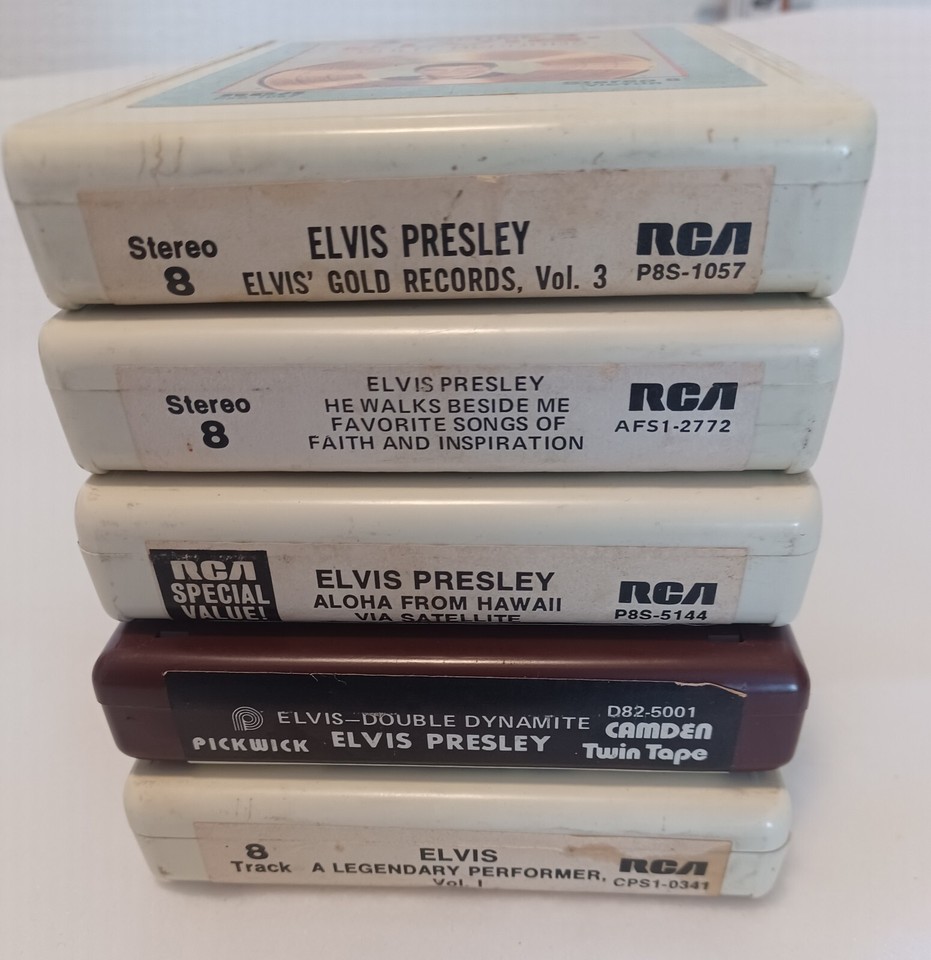 Stereo 8
ELVIS PRESLEY
ELVIS' GOLD RECORDS, Vol. 3
RCA
P8S-1057
Stereo 8
ELVIS PRESLEY
HE WALKS BESIDE ME
FAVORITE SONGS OF
FAITH AND INSPIRATION
RCA
AFS1-2772
RCA
SPECIAL
VALUE!
ELVIS PRESLEY
ALOHA FROM HAWAII
VIA SATELLITE
RCA
P8S-5144
PICKWICK
ELVIS—DOUBLE DYNAMITE
ELVIS PRESLEY
D82-5001
CAMDEN
Twin Tape
8
Track
ELVIS
A LEGENDARY PERFORMER,
Vol. I
RCA
CPS1-0341